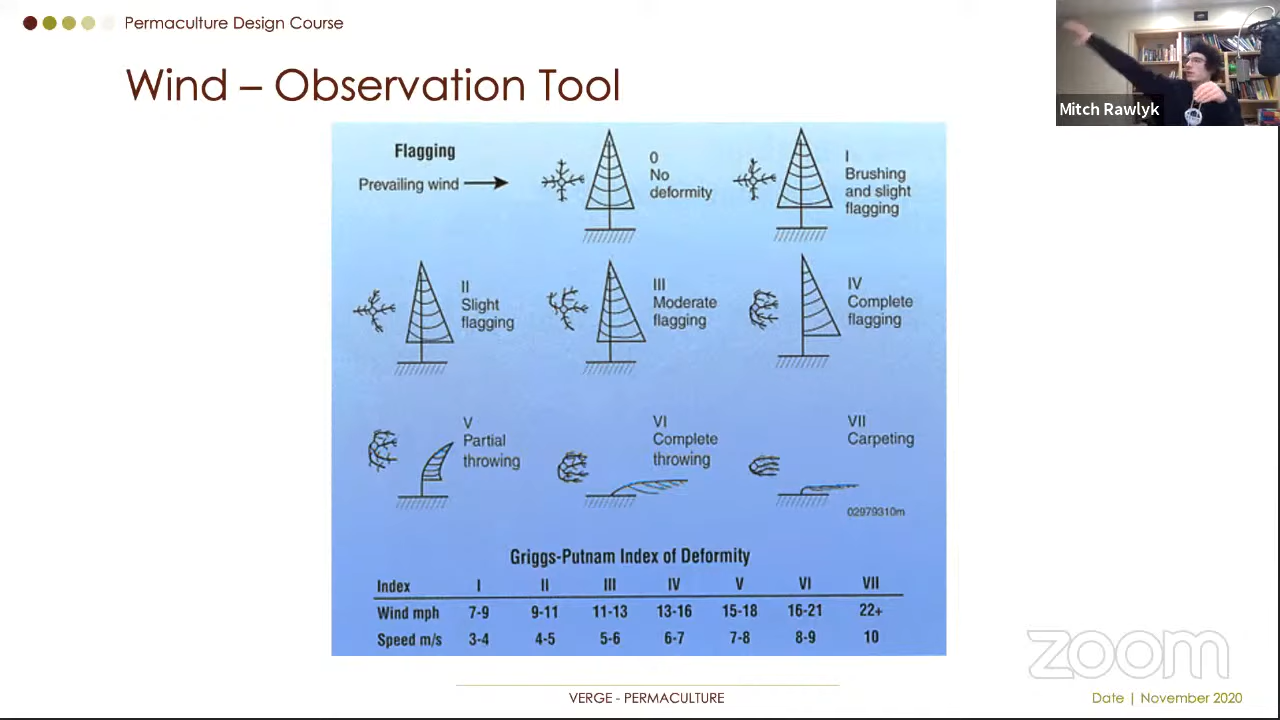 Permaculture Design Course
Wind – Observation Tool
Mitch Rawlyk
Flagging
Prevailing wind
0
No
deformity
I
Brushing
and slight
flagging
II
Slight
flagging
III
Moderate
flagging
IV
Complete
flagging
V
Partial
throwing
VI
Complete
throwing
VII
Carpeting
02979310m
Griggs-Putnam Index of Deformity
Index I II III IV V VI VII
Wind mph 7-9 9-11 11-13 13-16 15-18 16-21 22+
Speed m/s 3-4 4-5 5-6 6-7 7-8 8-9 10
zoom
VERGE - PERMACULTURE
Date | November 2020